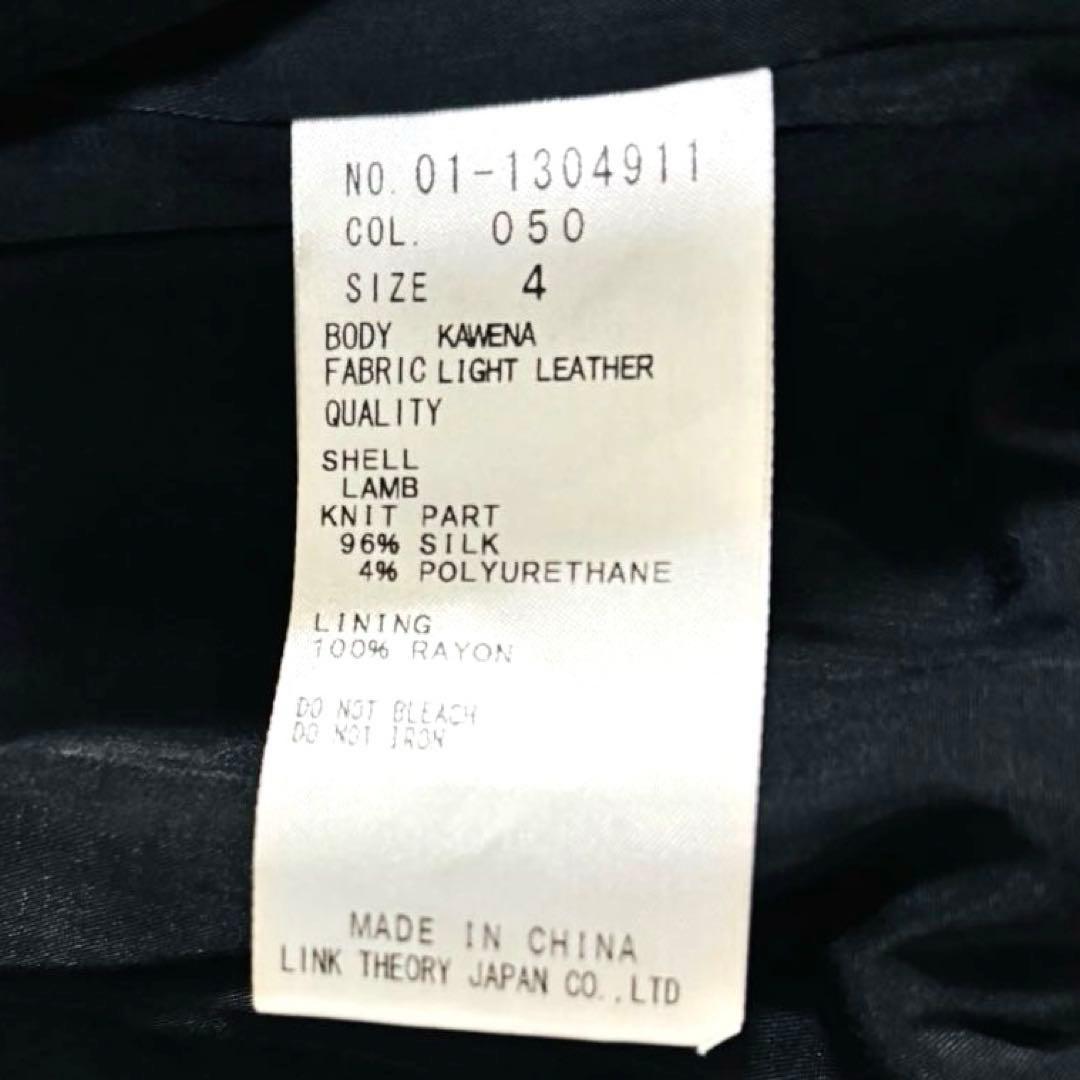 NO. 01-1304911
COL. 050
SIZE 4
BODY KAWENA
FABRIC LIGHT LEATHER
QUALITY
SHELL
LAMB
KNIT PART
96% SILK
4% POLYURETHANE
LINING
100% RAYON
DO NOT BLEACH
DO NOT IRON
MADE IN CHINA
LINK THEORY JAPAN CO.,LTD